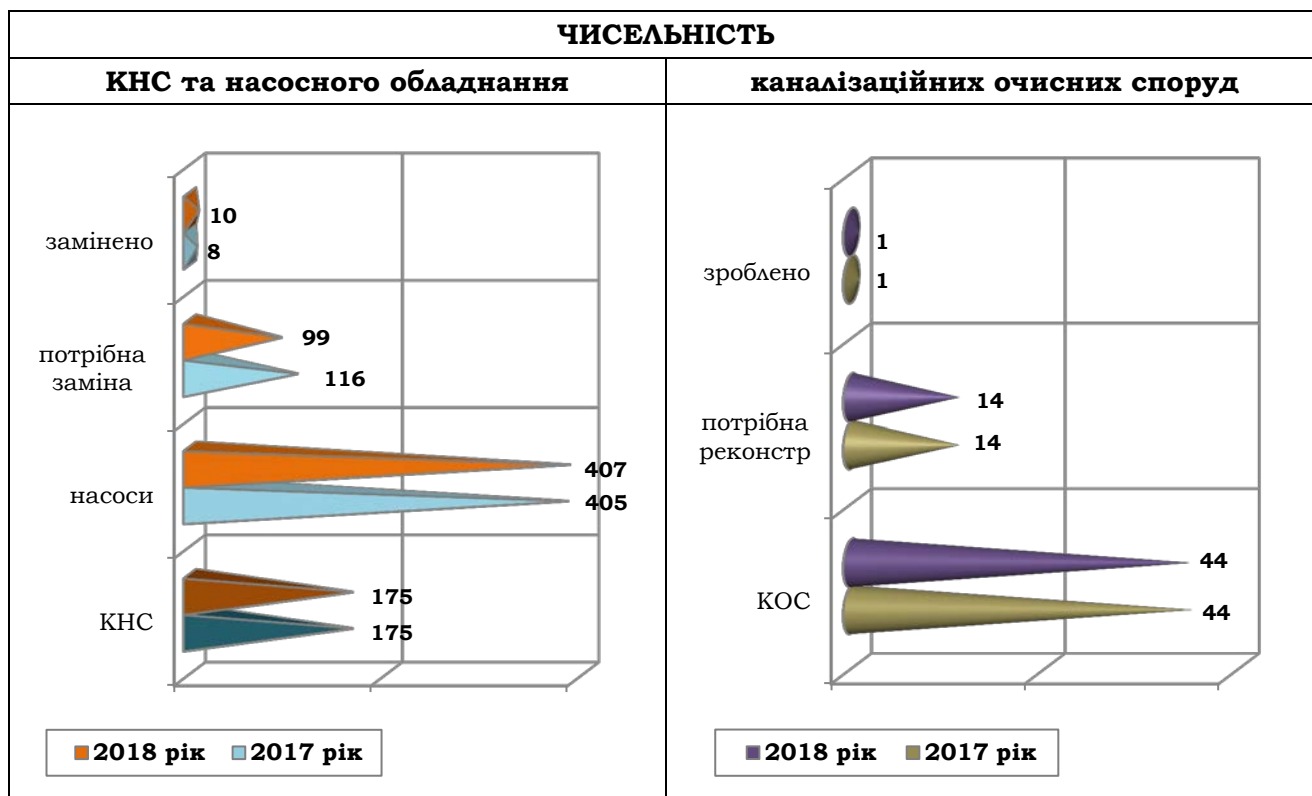 ЧИСЕЛЬНІСТЬ
КНС та насосного обладнання
замінено
10
8
потрібна
заміна
99
116
насоси
407
405
КНС
175
175
2018 рік 2017 рік
каналізаційних очисних споруд
зроблено
1
1
потрібна
реконстр
14
14
КОС
44
44
2018 рік 2017 рік